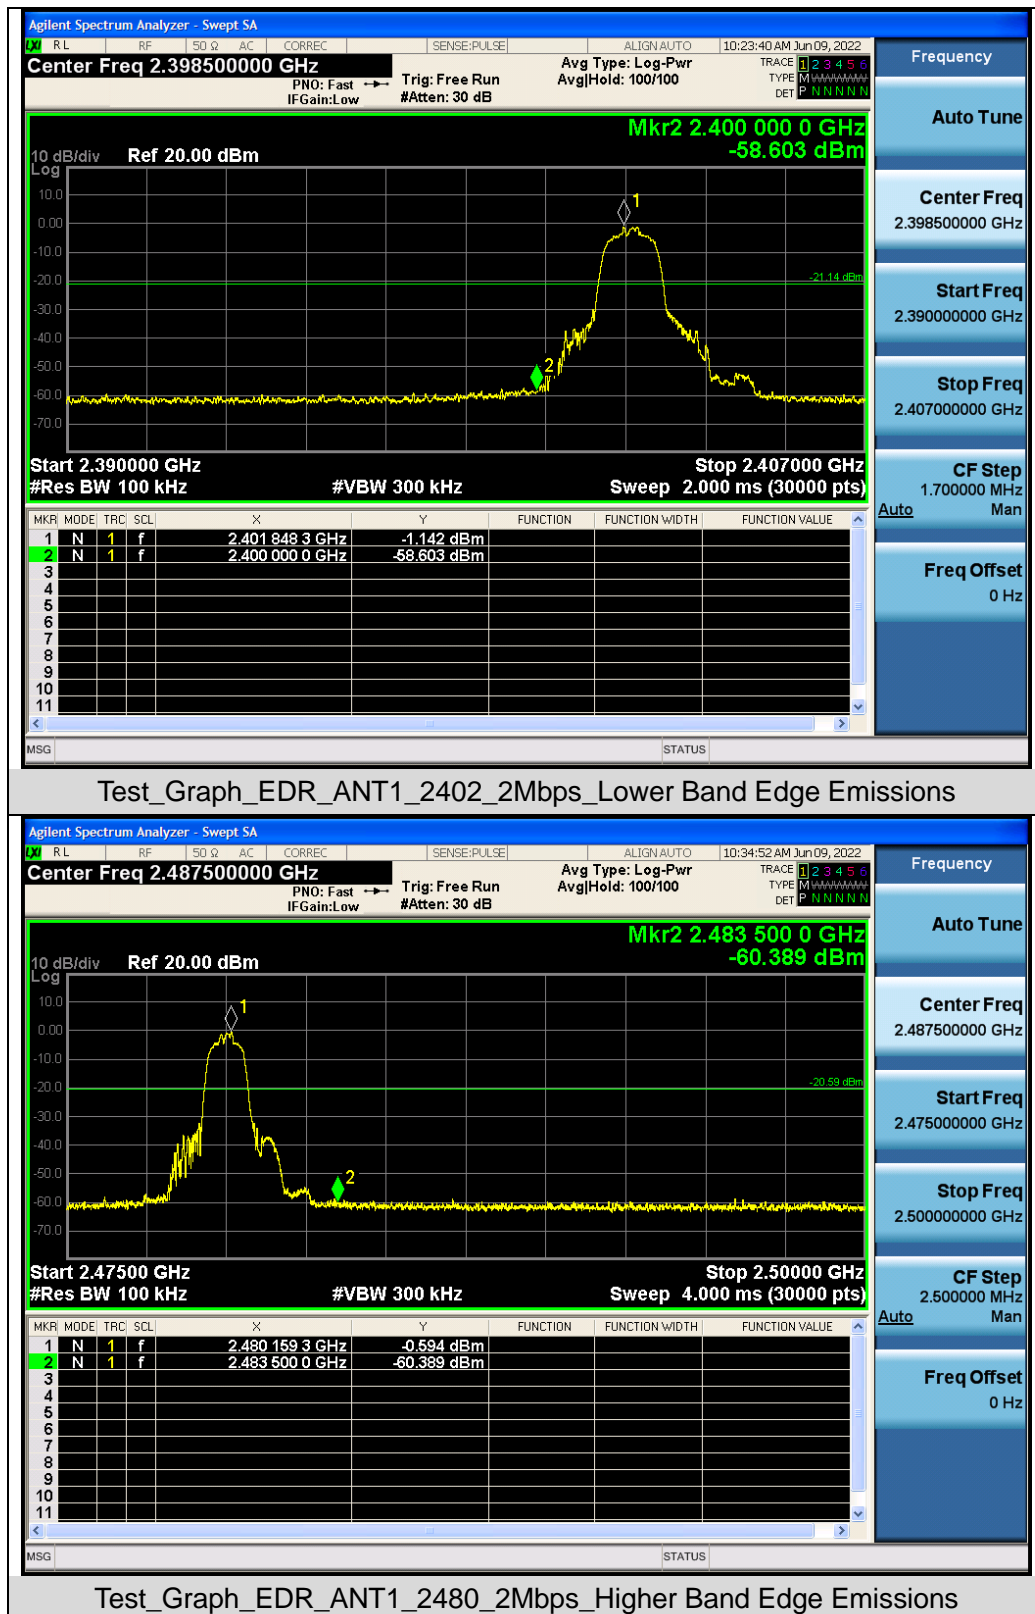 Agilent Spectrum Analyzer - Swept SA
LXI RL RF 50 Ω AC CORREC SENSE:PULSE ALIGN AUTO 10:23:40 AM Jun 09, 2022
Center Freq 2.398500000 GHz
PNO: Fast
IFGain:Low
Trig: Free Run
#Atten: 30 dB
Avg Type: Log-Pwr
Avg|Hold: 100/100
TRACE 1 2 3 4 5 6
TYPE M
DET P N N N N N
Mkr2 2.400 000 0 GHz
-58.603 dBm
10 dB/div Ref 20.00 dBm
Log
10.0
0.00
-10.0
-20.0
-30.0
-40.0
-50.0
-60.0
-70.0
1
2
-21.14 dBm
Start 2.390000 GHz Stop 2.407000 GHz
#Res BW 100 kHz #VBW 300 kHz Sweep 2.000 ms (30000 pts)
MKR MODE TRC SCL X Y FUNCTION FUNCTION WIDTH FUNCTION VALUE
1 N 1 f 2.401 848 3 GHz -1.142 dBm
2 N 1 f 2.400 000 0 GHz -58.603 dBm
3
4
5
6
7
8
9
10
11
MSG STATUS
Frequency
Auto Tune
Center Freq
2.398500000 GHz
Start Freq
2.390000000 GHz
Stop Freq
2.407000000 GHz
CF Step
1.700000 MHz
Auto Man
Freq Offset
0 Hz
Test_Graph_EDR_ANT1_2402_2Mbps_Lower Band Edge Emissions
Agilent Spectrum Analyzer - Swept SA
LXI RL RF 50 Ω AC CORREC SENSE:PULSE ALIGN AUTO 10:34:52 AM Jun 09, 2022
Center Freq 2.487500000 GHz
PNO: Fast
IFGain:Low
Trig: Free Run
#Atten: 30 dB
Avg Type: Log-Pwr
Avg|Hold: 100/100
TRACE 1 2 3 4 5 6
TYPE M
DET P N N N N N
Mkr2 2.483 500 0 GHz
-60.389 dBm
10 dB/div Ref 20.00 dBm
Log
10.0
0.00
-10.0
-20.0
-30.0
-40.0
-50.0
-60.0
-70.0
1
2
-20.59 dBm
Start 2.47500 GHz Stop 2.50000 GHz
#Res BW 100 kHz #VBW 300 kHz Sweep 4.000 ms (30000 pts)
MKR MODE TRC SCL X Y FUNCTION FUNCTION WIDTH FUNCTION VALUE
1 N 1 f 2.480 159 3 GHz -0.594 dBm
2 N 1 f 2.483 500 0 GHz -60.389 dBm
3
4
5
6
7
8
9
10
11
MSG STATUS
Frequency
Auto Tune
Center Freq
2.487500000 GHz
Start Freq
2.475000000 GHz
Stop Freq
2.500000000 GHz
CF Step
2.500000 MHz
Auto Man
Freq Offset
0 Hz
Test_Graph_EDR_ANT1_2480_2Mbps_Higher Band Edge Emissions